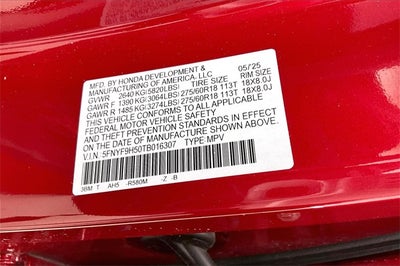 MFD. BY HONDA DEVELOPMENT & 05/25
MANUFACTURING OF AMERICA, LLC
GVWR 2640 KG(5820LBS) TIRE SIZE RIM SIZE
GAWR F 1390 KG(3064LBS) 275/60R18 113T 18X8.0J
GAWR R 1485 KG(3274LBS) 275/60R18 113T 18X8.0J
THIS VEHICLE CONFORMS TO ALL APPLICABLE
FEDERAL MOTOR VEHICLE SAFETY
AND THEFT PREVENTION STANDARDS IN EFFECT ON THE
DATE OF MANUFACTURE SHOWN ABOVE.
V.I.N. 5FNYF9H50TB016307 TYPE:MPV
3BM T AH5 -R580M -Z -B